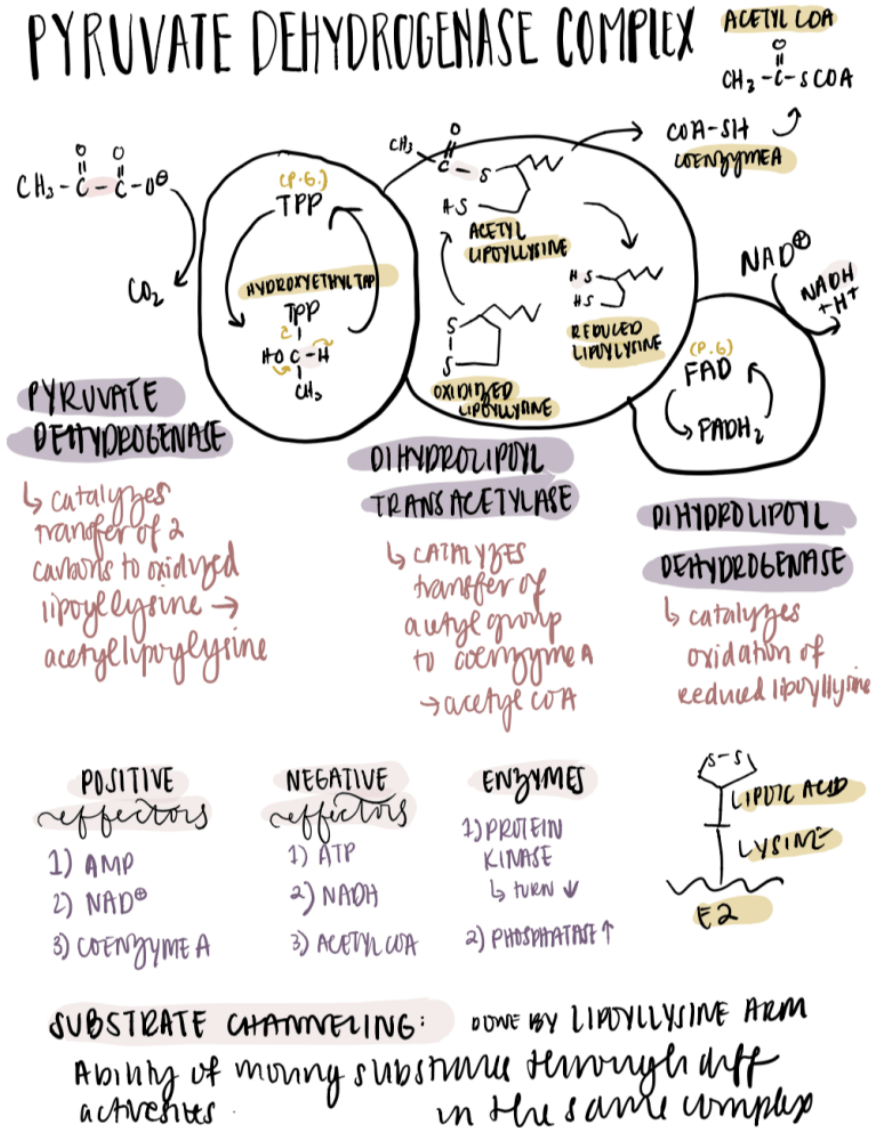 PYRUVATE DEHYDROGENASE COMPLEX
ACETYL COA
O
CH3-C-SCOA
COA-SH
COENZYME A
O O
CH3-C-C-O⊖
CO2
(P.G.)
TPP
HYDROXYETHYL TPP
TPP
HO C-H
CH3
O
CH3 C-S
HS
ACETYL
LIPOYLLYSINE
S
S
OXIDIZED
LIPOYLLYSINE
HS
HS
REDUCED
LIPOYLYSINE
NAD⊕
NADH
+H+
(P.G)
FAD
FADH2
PYRUVATE
DEHYDROGENASE
↳ catalyzes
transfer of 2
carbons to oxidized
lipoyllysine →
acetyllipoylysine
DIHYDROLIPOYL
TRANSACETYLASE
↳ CATALYZES
transfer of
acetyl group
to coenzyme A
→ acetyl COA
DIHYDROLIPOYL
DEHYDROGENASE
↳ catalyzes
oxidation of
reduced lipoyllysine
POSITIVE
effectors
1) AMP
2) NAD⊕
3) COENZYME A
NEGATIVE
effectors
1) ATP
2) NADH
3) ACETYL COA
ENZYMES
1) PROTEIN
KINASE
↳ turn ↓
2) PHOSPHATASE ↑
S-S
LIPOIC ACID
LYSINE
E2
SUBSTRATE CHANNELING: DONE BY LIPOYLLYSINE ARM
Ability of moving substrate through diff
activesites in the same complex